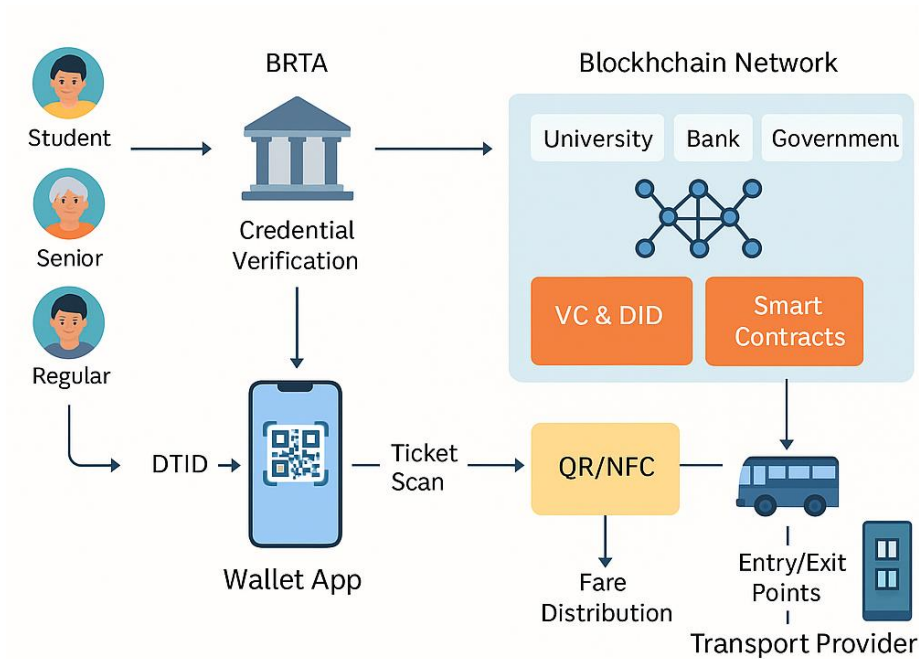 BRTA
Blockhchain Network
Student
Senior
Regular
Credential
Verification
University
Bank
Government
VC & DID
Smart
Contracts
DTID
Ticket
Scan
QR/NFC
Wallet App
Fare
Distribution
Entry/Exit
Points
Transport Provider